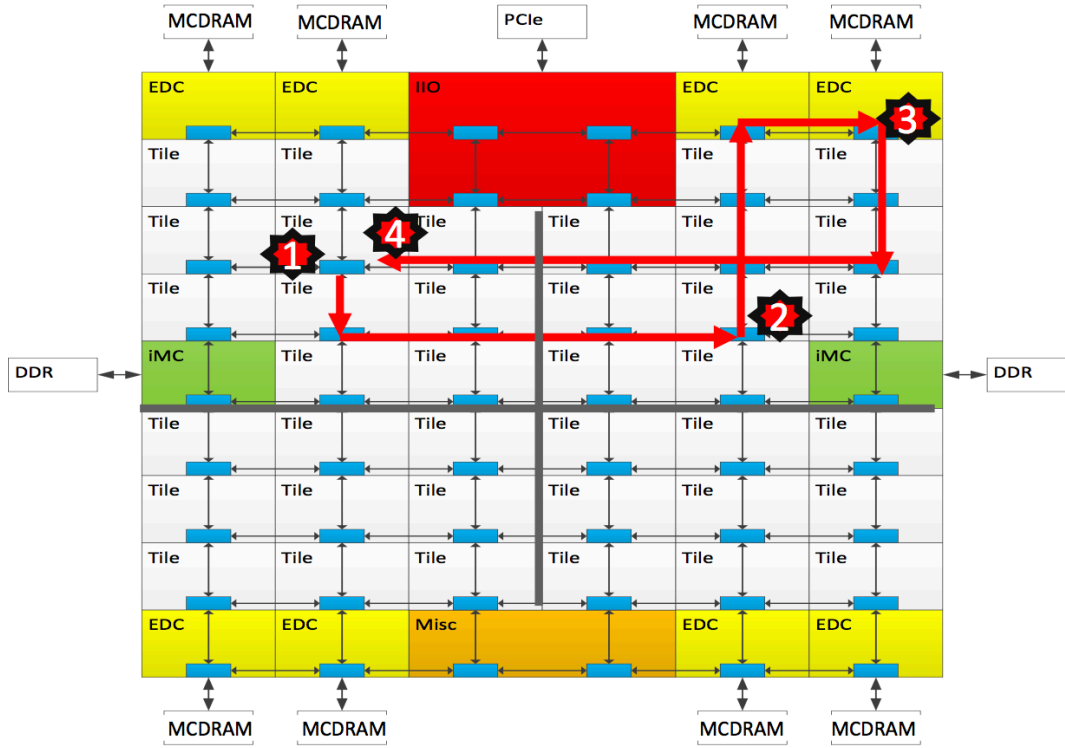 MCDRAM MCDRAM PCIe MCDRAM MCDRAM
EDC EDC IIO EDC EDC
3
Tile Tile Tile Tile
Tile Tile Tile Tile Tile Tile
1 4
Tile Tile Tile Tile Tile Tile
2
iMC Tile Tile Tile Tile iMC
DDR DDR
Tile Tile Tile Tile Tile Tile
Tile Tile Tile Tile Tile Tile
Tile Tile Tile Tile Tile Tile
EDC EDC Misc EDC EDC
MCDRAM MCDRAM MCDRAM MCDRAM